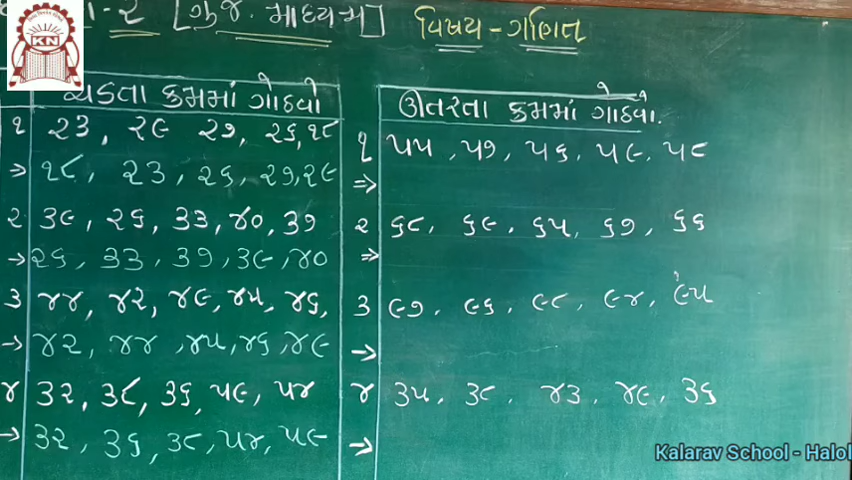 -૨ [ગુજ. માધ્યમ] વિષય - ગણિત
KN
ચડતા ક્રમમાં ગોઠવો
૧ ૨૩, ૨૯ ૨૭, ૨૬, ૧૮
⇒ ૧૮, ૨૩, ૨૬, ૨૭, ૨૯
૨ ૩૯, ૨૬, ૩૩, ૪૦, ૩૭
→ ૨૬, ૩૩, ૩૭, ૩૯, ૪૦
૩ ૪૪, ૪૨, ૪૯, ૪૫, ૪૬,
→ ૪૨, ૪૪, ૪૫, ૪૬, ૪૯
૪ ૩૨, ૩૮, ૩૬, ૫૯, ૫૪
→ ૩૨, ૩૬, ૩૮, ૫૪, ૫૯
ઊતરતા ક્રમમાં ગોઠવો.
૧ ૫૫, ૫૭, ૫૬, ૫૯, ૫૮
⇒
૨ ૬૮, ૬૯, ૬૫, ૬૭, ૬૬
⇒
૩ ૯૭, ૯૬, ૯૮, ૯૪, ૯૫
→
૪ ૩૫, ૩૮, ૪૩, ૪૯, ૩૬
→
Kalarav School - Halol